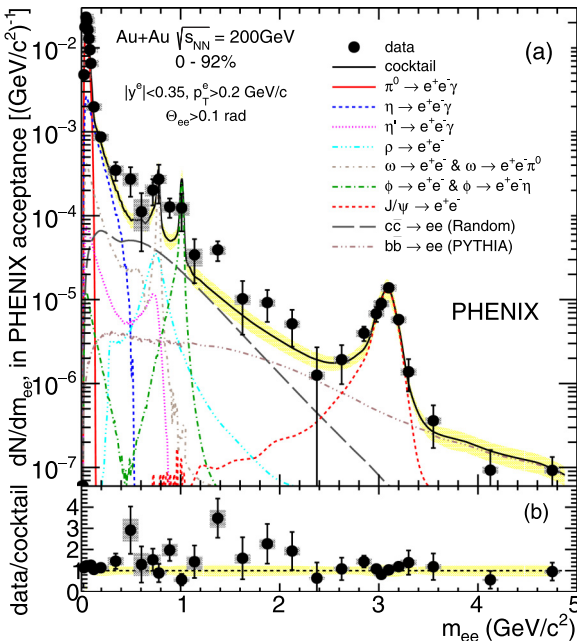 dN/dm_ee, in PHENIX acceptance [(GeV/c²)⁻¹]
10⁻²
10⁻³
10⁻⁴
10⁻⁵
10⁻⁶
10⁻⁷
Au+Au √s_NN = 200GeV
0 - 92%
|yᵉ|<0.35, pᵉ_T>0.2 GeV/c
Θ_ee>0.1 rad
(a)
data
cocktail
π⁰ → e⁺e⁻γ
η → e⁺e⁻γ
η' → e⁺e⁻γ
ρ → e⁺e⁻
ω → e⁺e⁻ & ω → e⁺e⁻π⁰
ϕ → e⁺e⁻ & ϕ → e⁺e⁻η
J/ψ → e⁺e⁻
cc̅ → ee (Random)
bb̅ → ee (PYTHIA)
PHENIX
data/cocktail
4
3
2
1
0
(b)
0 1 2 3 4 5
m_ee (GeV/c²)